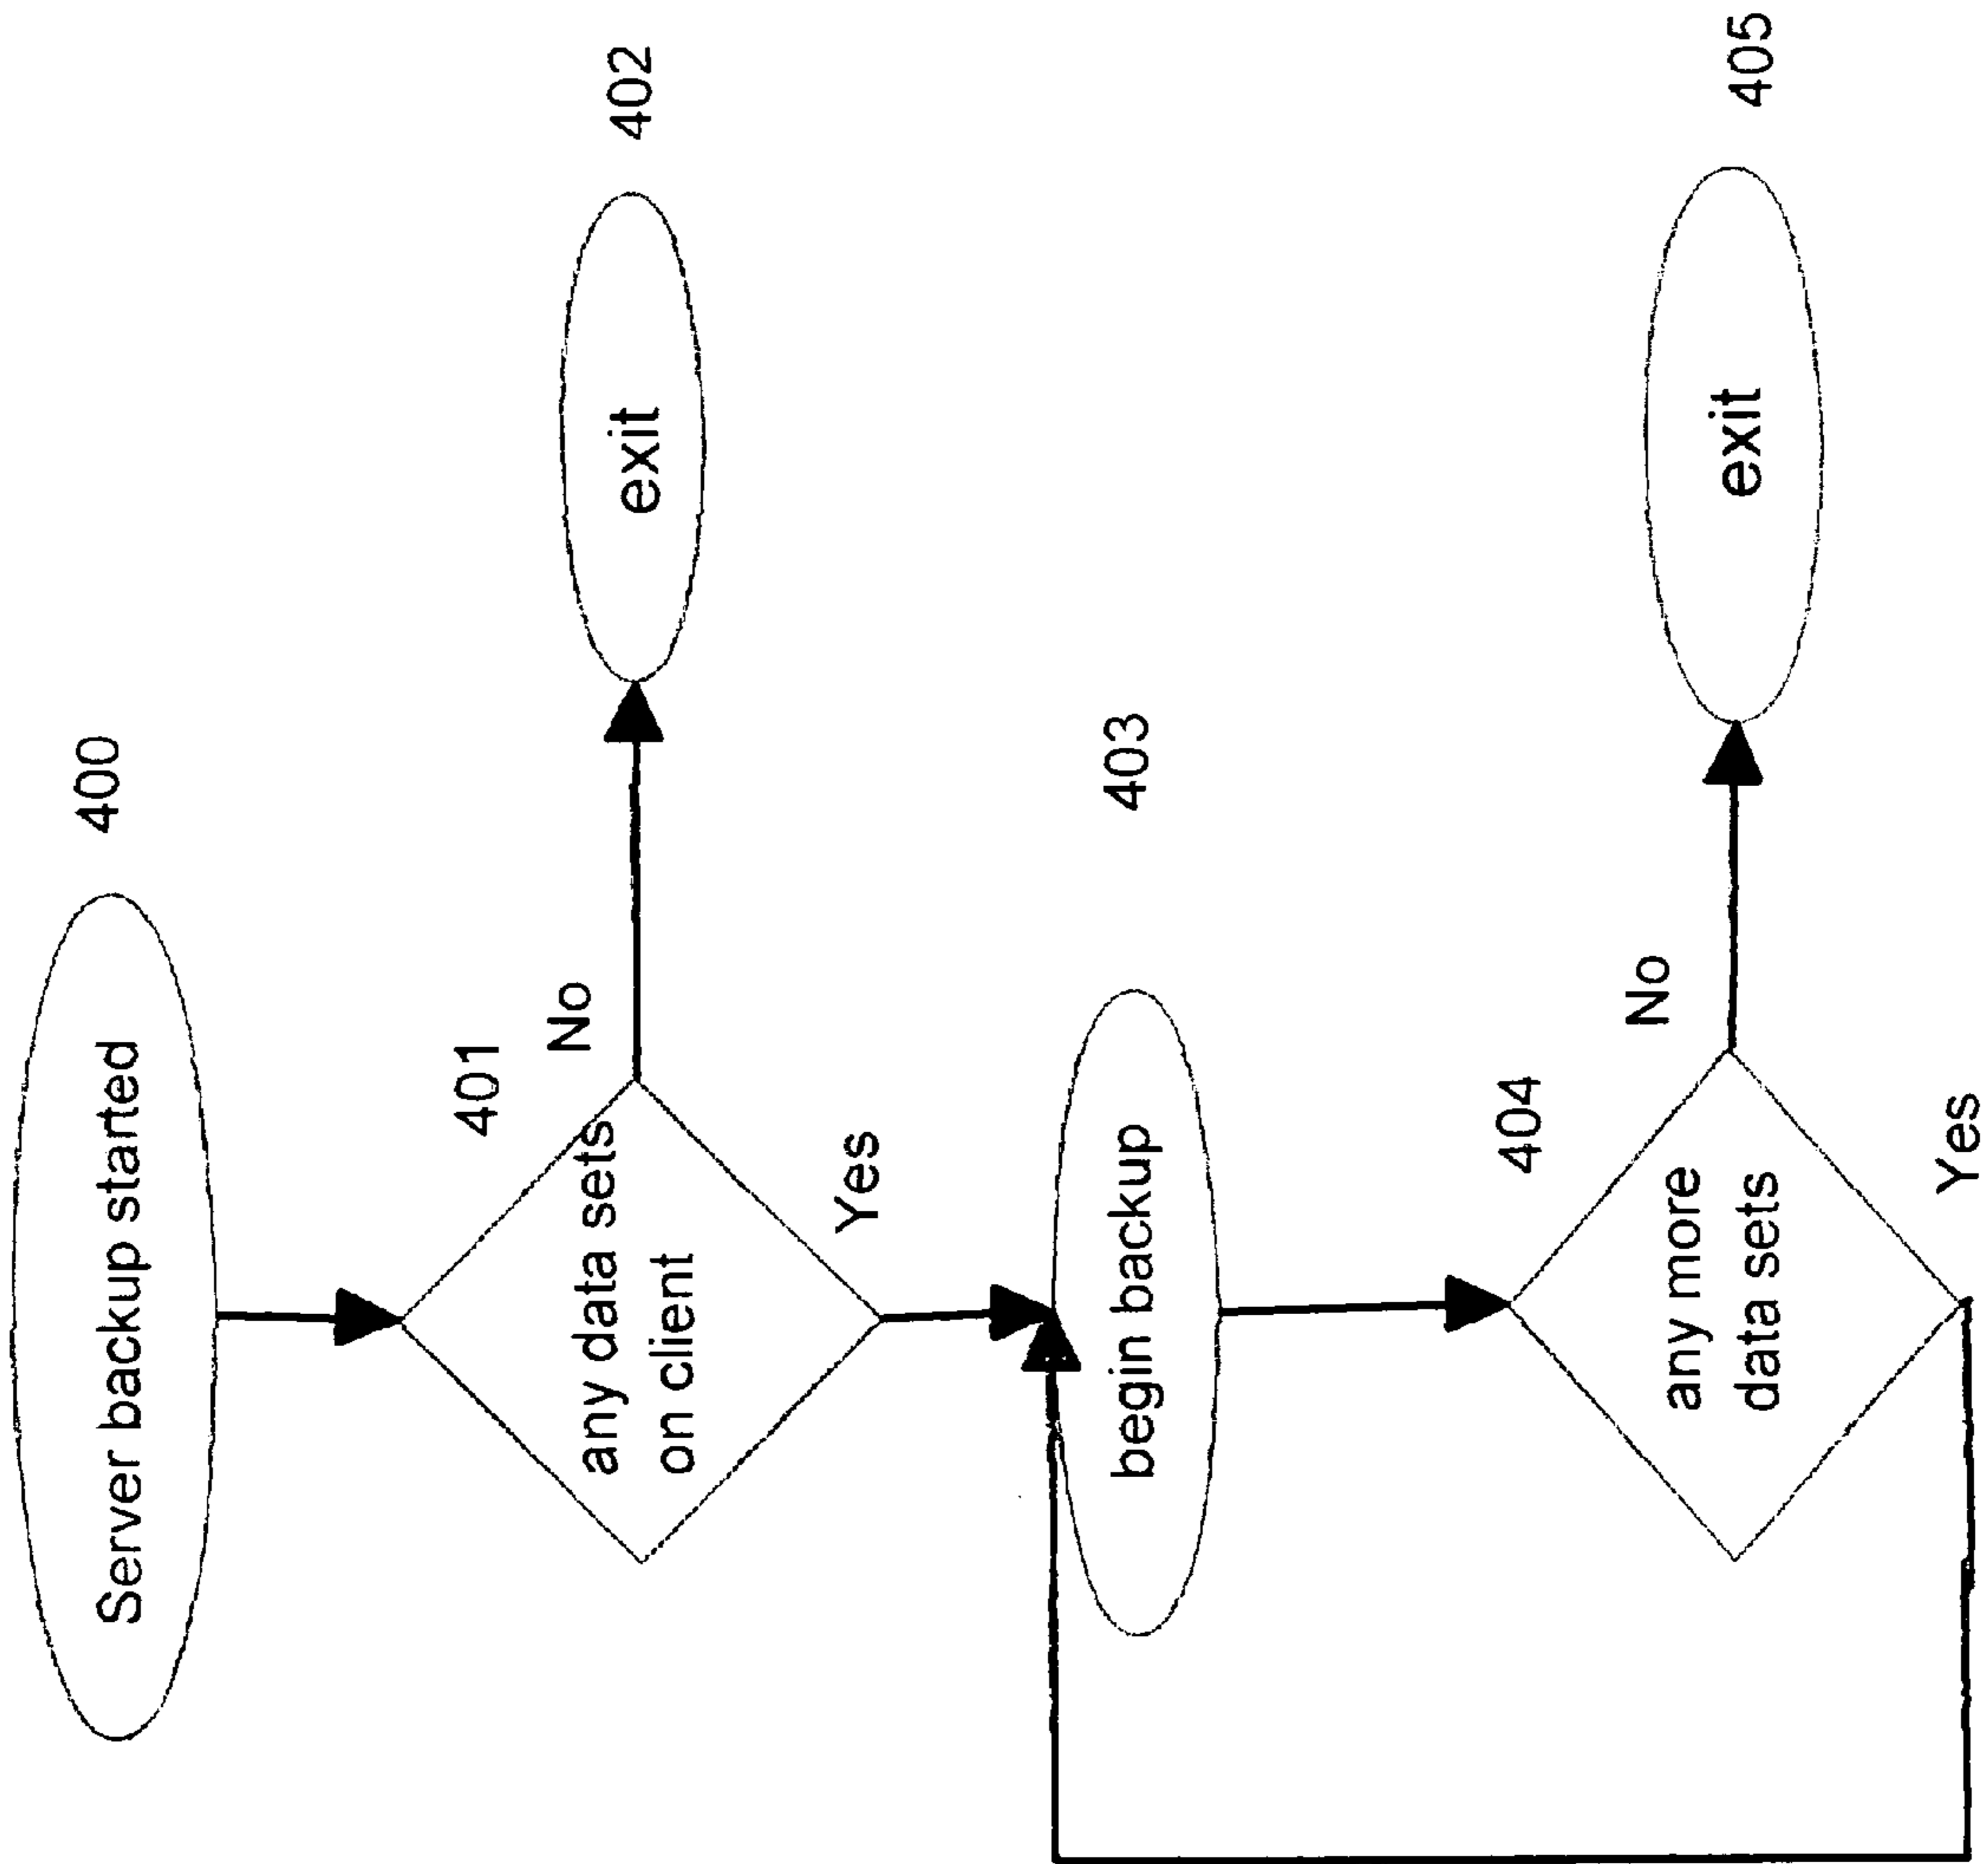 Server backup started
400
401
any data sets
on client
No
exit
402
Yes
begin backup
403
404
any more
data sets
No
exit
405
Yes